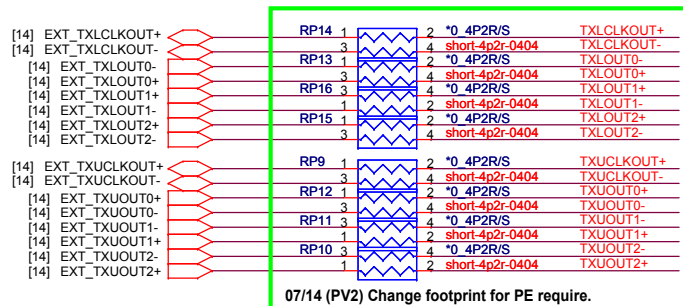 [14] EXT_TXLCLKOUT+ RP14 1 2 *0_4P2R/S TXLCLKOUT+
[14] EXT_TXLCLKOUT- 3 4 short-4p2r-0404 TXLCLKOUT-
[14] EXT_TXLOUT0- RP13 1 2 *0_4P2R/S TXLOUT0-
[14] EXT_TXLOUT0+ 3 4 short-4p2r-0404 TXLOUT0+
[14] EXT_TXLOUT1+ RP16 3 4 *0_4P2R/S TXLOUT1+
[14] EXT_TXLOUT1- 1 2 short-4p2r-0404 TXLOUT1-
[14] EXT_TXLOUT2+ RP15 1 2 *0_4P2R/S TXLOUT2+
[14] EXT_TXLOUT2- 3 4 short-4p2r-0404 TXLOUT2-
[14] EXT_TXUCLKOUT+ RP9 1 2 *0_4P2R/S TXUCLKOUT+
[14] EXT_TXUCLKOUT- 3 4 short-4p2r-0404 TXUCLKOUT-
[14] EXT_TXUOUT0+ RP12 1 2 *0_4P2R/S TXUOUT0+
[14] EXT_TXUOUT0- 3 4 short-4p2r-0404 TXUOUT0-
[14] EXT_TXUOUT1- RP11 3 4 *0_4P2R/S TXUOUT1-
[14] EXT_TXUOUT1+ 1 2 short-4p2r-0404 TXUOUT1+
[14] EXT_TXUOUT2- RP10 3 4 *0_4P2R/S TXUOUT2-
[14] EXT_TXUOUT2+ 1 2 short-4p2r-0404 TXUOUT2+
07/14 (PV2) Change footprint for PE require.